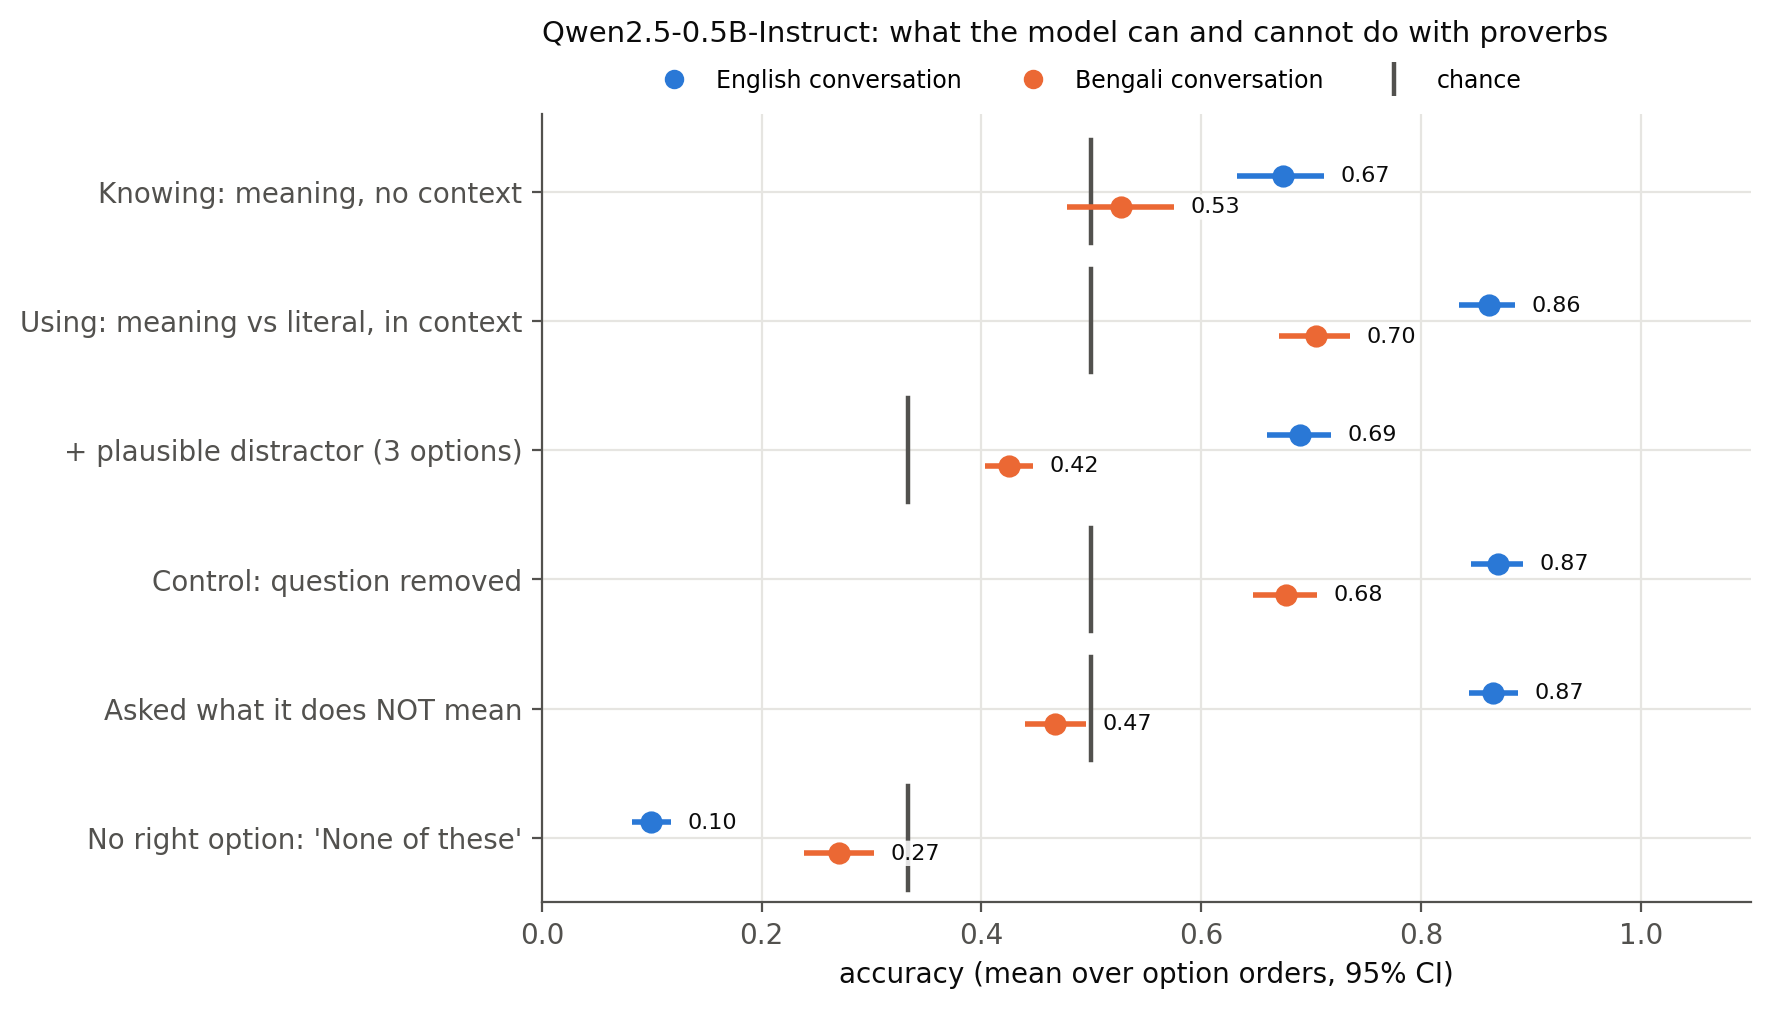 Qwen2.5-0.5B-Instruct: what the model can and cannot do with proverbs
English conversation Bengali conversation chance
Knowing: meaning, no context
0.67
0.53
Using: meaning vs literal, in context
0.86
0.70
+ plausible distractor (3 options)
0.69
0.42
Control: question removed
0.87
0.68
Asked what it does NOT mean
0.87
0.47
No right option: 'None of these'
0.10
0.27
0.0 0.2 0.4 0.6 0.8 1.0
accuracy (mean over option orders, 95% CI)